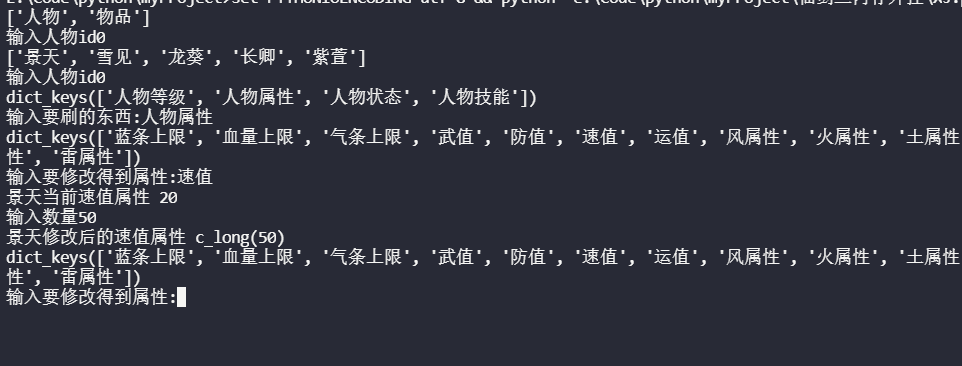 ['人物', '物品']
输入人物id0
['景天', '雪见', '龙葵', '长卿', '紫萱']
输入人物id0
dict_keys(['人物等级', '人物属性', '人物状态', '人物技能'])
输入要刷的东西:人物属性
dict_keys(['蓝条上限', '血量上限', '气条上限', '武值', '防值', '速值', '运值', '风属性', '火属性', '土属性
性', '雷属性'])
输入要修改得到属性:速值
景天当前速值属性 20
输入数量50
景天修改后的速值属性 c_long(50)
dict_keys(['蓝条上限', '血量上限', '气条上限', '武值', '防值', '速值', '运值', '风属性', '火属性', '土属性
性', '雷属性'])
输入要修改得到属性: